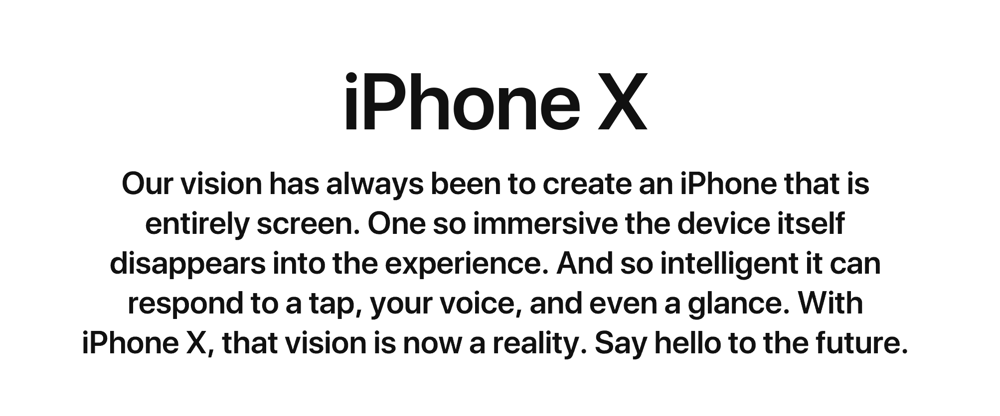 iPhone X
Our vision has always been to create an iPhone that is
entirely screen. One so immersive the device itself
disappears into the experience. And so intelligent it can
respond to a tap, your voice, and even a glance. With
iPhone X, that vision is now a reality. Say hello to the future.